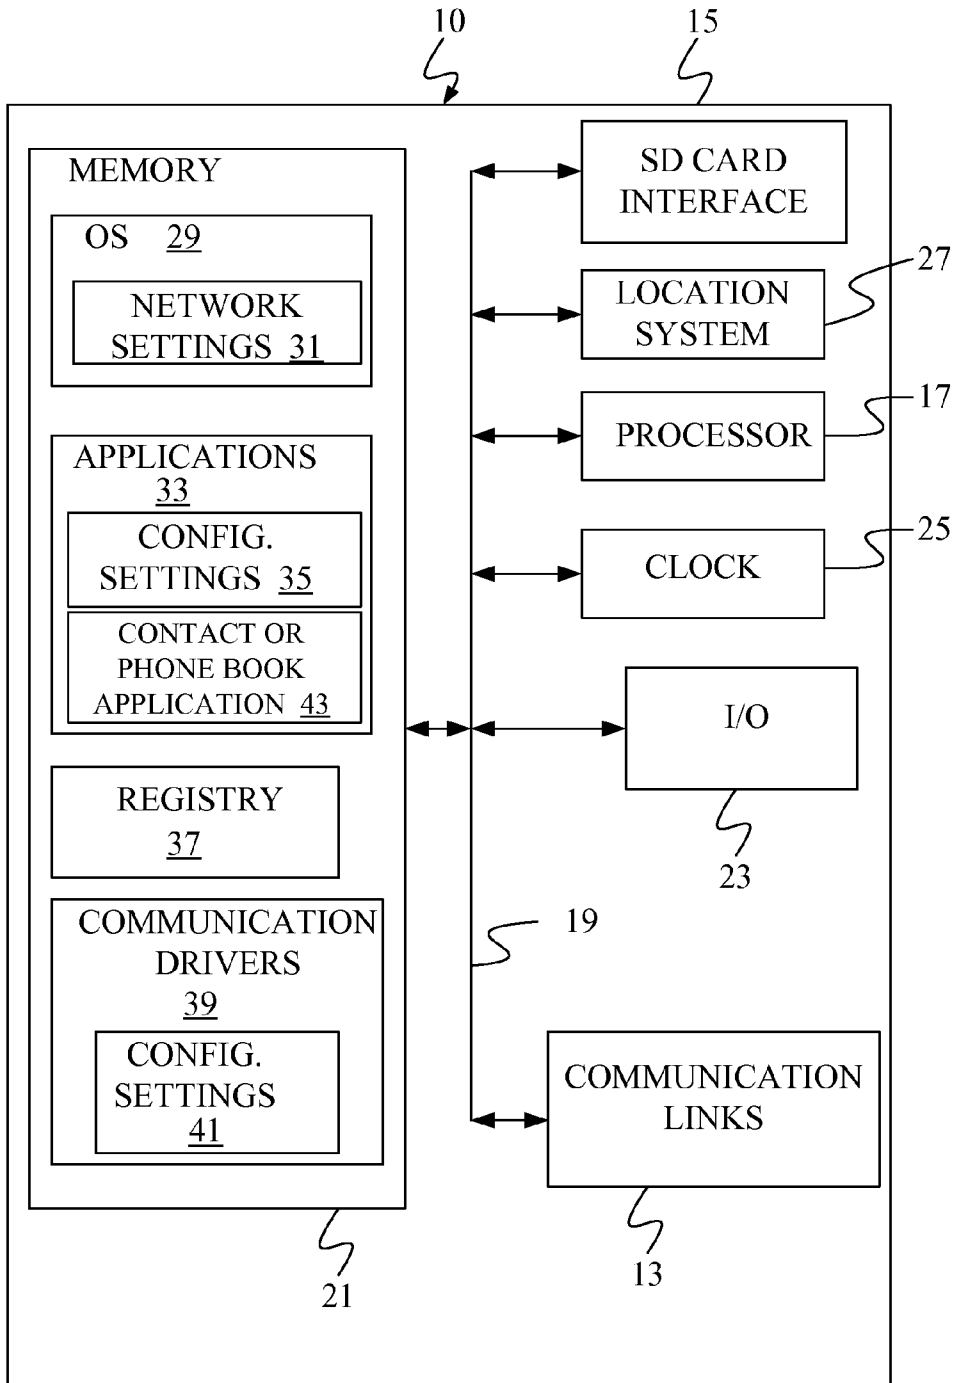 10
15
MEMORY
OS 29
NETWORK
SETTINGS 31
APPLICATIONS
33
CONFIG.
SETTINGS 35
CONTACT OR
PHONE BOOK
APPLICATION 43
REGISTRY
37
COMMUNICATION
DRIVERS
39
CONFIG.
SETTINGS
41
21
SD CARD
INTERFACE
LOCATION
SYSTEM
27
PROCESSOR
17
CLOCK
25
I/O
23
19
COMMUNICATION
LINKS
13